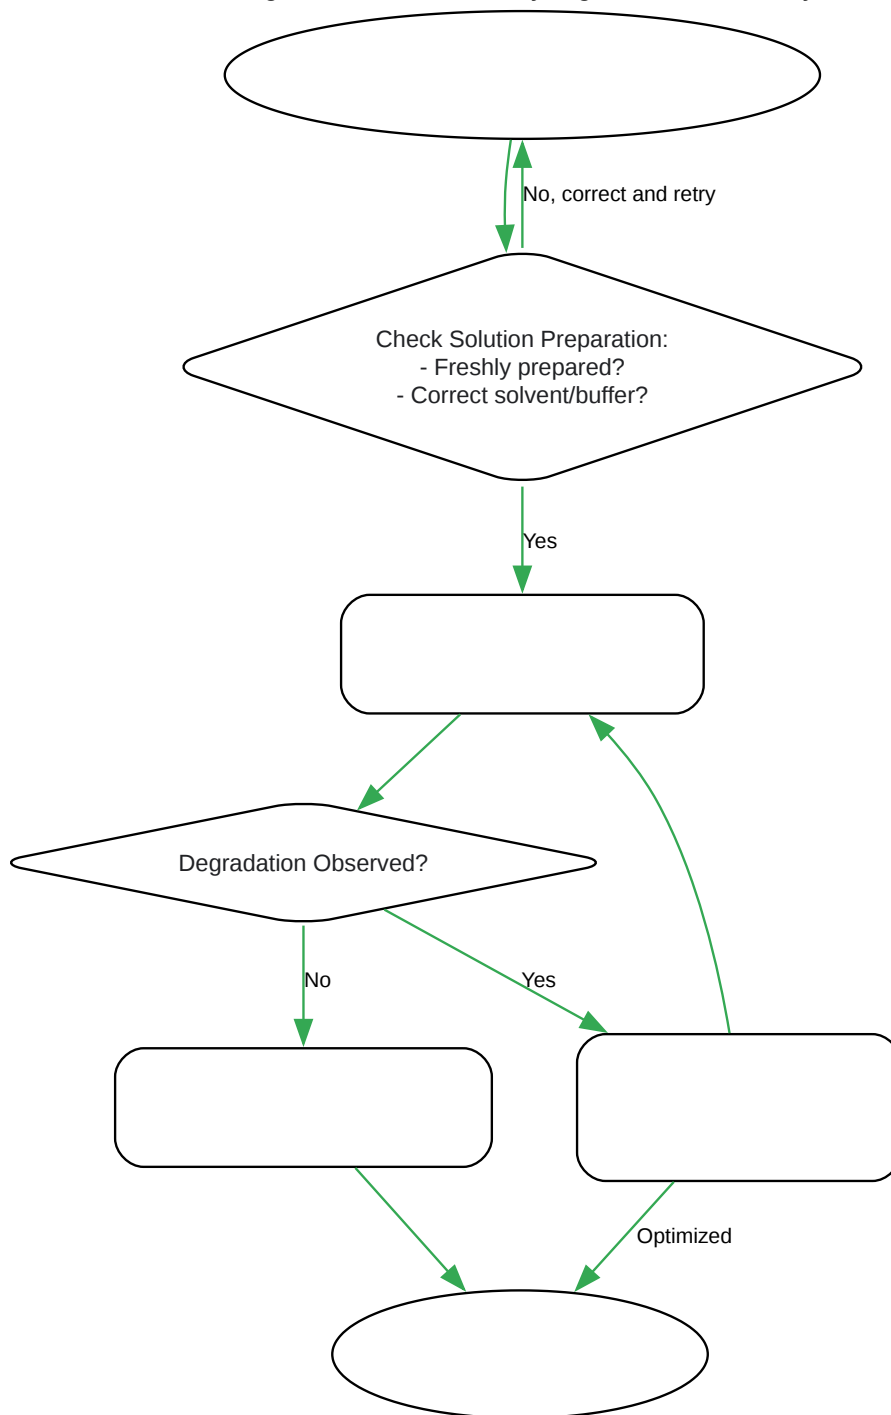 No, correct and retry
Check Solution Preparation:
- Freshly prepared?
- Correct solvent/buffer?
Yes
Degradation Observed?
No
Yes
Optimized